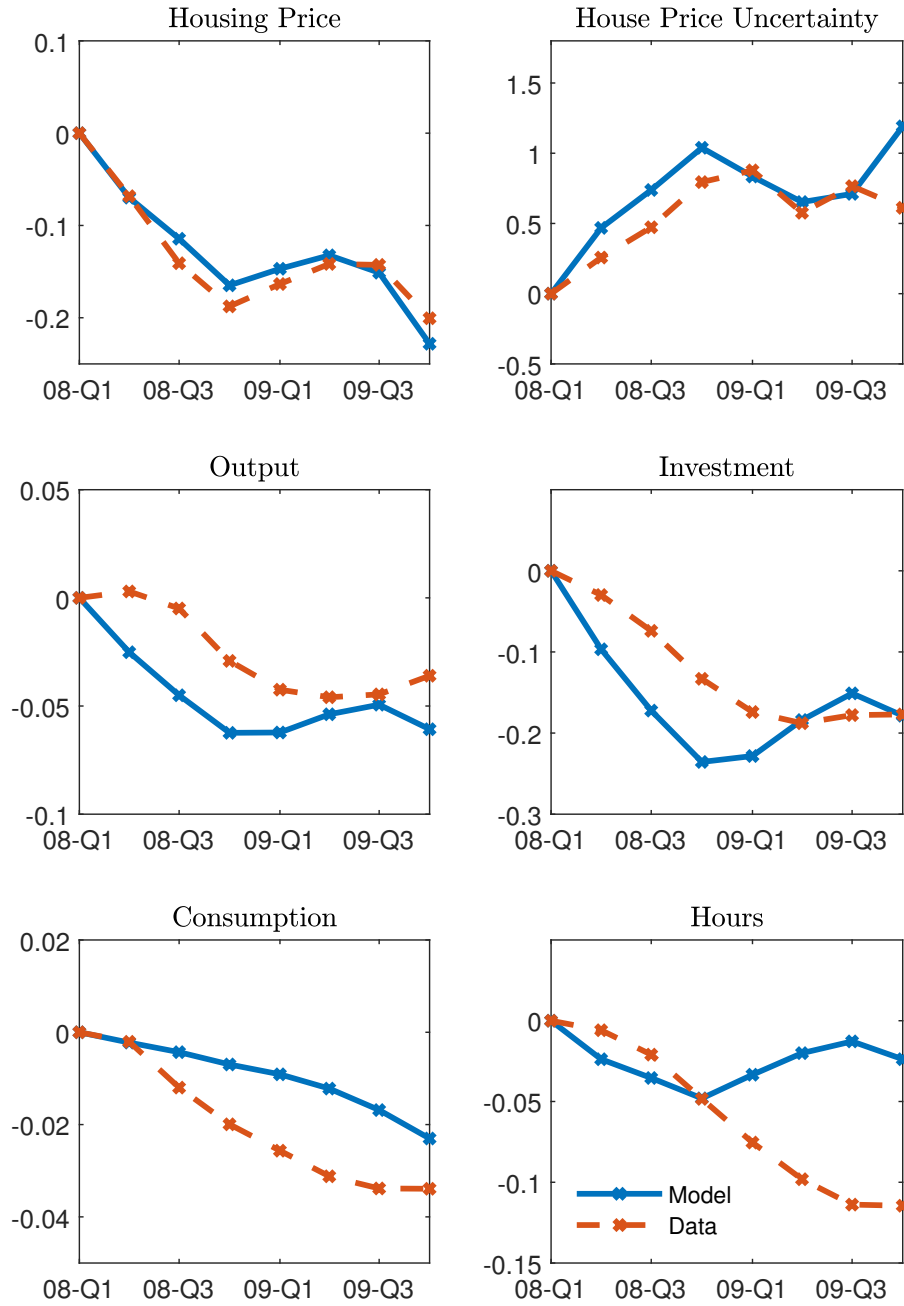 Housing Price
0.1
0
-0.1
-0.2
08-Q1 08-Q3 09-Q1 09-Q3
House Price Uncertainty
1.5
1
0.5
0
-0.5
08-Q1 08-Q3 09-Q1 09-Q3
Output
0.05
0
-0.05
-0.1
08-Q1 08-Q3 09-Q1 09-Q3
Investment
0
-0.1
-0.2
-0.3
08-Q1 08-Q3 09-Q1 09-Q3
Consumption
0.02
0
-0.02
-0.04
08-Q1 08-Q3 09-Q1 09-Q3
Hours
0
-0.05
-0.1
-0.15
Model
Data
08-Q1 08-Q3 09-Q1 09-Q3